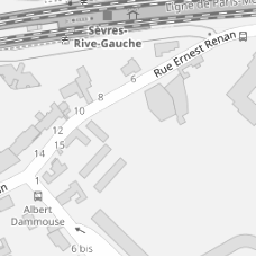 Ligne de Paris-M
Sèvres-
Rive-Gauche
Rue Ernest Renan
6
8
10
12
15
14
1
Albert
Dammouse
6 bis